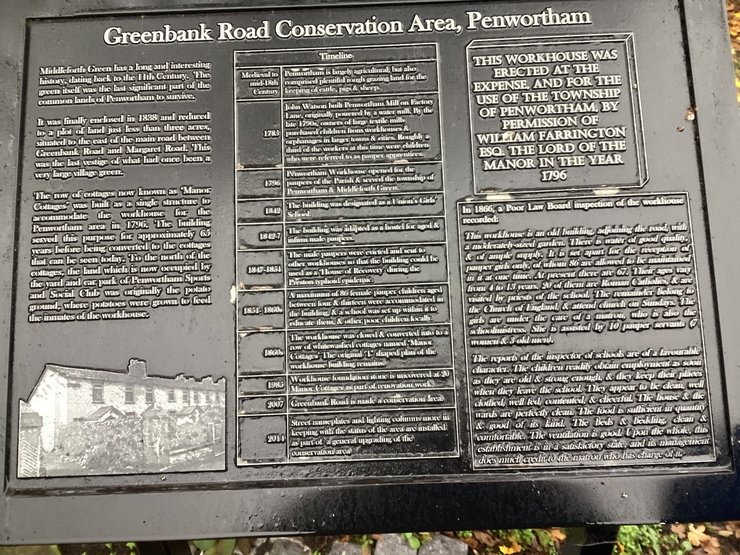 Greenbank Road Conservation Area, Penwortham
Middleforth Green has a long and interesting
history, dating back to the 11th Century. The
green itself was the last significant part of the
common lands of Penwortham to survive.
It was finally enclosed in 1838 and reduced
to a plot of land just less than three acres,
situated to the east of the main road between
Greenbank Road and Margaret Road. This
was the last vestige of what had once been a
very large village green.
The row of cottages now known as 'Manor
Cottages' was built as a single structure to
accommodate the workhouse for the
Penwortham area in 1796. The building
served this purpose for approximately 65
years before being converted to the cottages
that can be seen today. To the north of the
cottages, the land which is now occupied by
the yard and car park of Penwortham Sports
and Social Club was originally the potato
ground, where potatoes were grown to feed
the inmates of the workhouse.
Timeline
Medieval to
mid-18th
Century
Penwortham is largely agricultural, but also
comprised plentiful rough grazing land for the
keeping of cattle, pigs & sheep.
1783
John Watson built Penwortham Mill on Factory
Lane, originally powered by a water mill. By the
late 1790s, owners of large textile mills
purchased children from workhouses &
orphanages in larger towns & cities. Roughly a
third of the workers at this time were children
who were referred to as pauper apprentices.
1796
Penwortham Workhouse opened for the
paupers of the Parish & served the township of
Penwortham & Middleforth Green.
1842
The building was designated as a Union's Girls'
School.
1842-7
The building was adapted as a hostel for aged &
infirm male paupers.
1847-1851
The male paupers were evicted and sent to
other workhouses so that the building could be
used as a 'House of Recovery' during the
Preston typhoid epidemic.
1851-1860s
A maximum of 86 female pauper children aged
between four & thirteen were accommodated in
the building, & a school was set up within it to
educate them, & other, poor children locally.
1860s
The workhouse was closed & converted into to a
row of whitewashed cottages named 'Manor
Cottages'. The original 'L' shaped plan of the
workhouse building remains.
1985
Workhouse foundation stone is uncovered at 20
Manor Cottages as part of renovation work.
2007
Greenbank Road is made a conservation area.
2011
Street nameplates and lighting columns more in
keeping with the status of the area are installed
as part of a general upgrading of the
conservation area
THIS WORKHOUSE WAS
ERECTED AT THE
EXPENSE, AND FOR THE
USE OF THE TOWNSHIP
OF PENWORTHAM, BY
PERMISSION OF
WILLIAM FARRINGTON
ESQ. THE LORD OF THE
MANOR IN THE YEAR
1796
In 1866, a Poor Law Board inspection of the workhouse
recorded:
This workhouse is an old building, adjoining the road, with
a moderately-sized garden. There is water of good quality,
& of ample supply. It is set apart for the reception of
pauper girls only, of whom 86 are allowed to be maintained
in it at one time. At present there are 67. Their ages vary
from 4 to 13 years. 20 of them are Roman Catholics, & are
visited by priests of the school. The remainder belong to
the Church of England, & attend church on Sundays. The
girls are under the care of a matron, who is also the
schoolmistress. She is assisted by 10 pauper servants (7
women & 3 old men).
The reports of the inspector of schools are of a favourable
character. The children readily obtain employment as soon
as they are old & strong enough, & they keep their places
when they leave the school. They appear to be clean, well
clothed, well fed, contented, & cheerful. The house & the
wards are perfectly clean. The food is sufficient in quantity
& good of its kind. The beds & bedding, clean &
comfortable. The ventilation is good. Upon the whole, this
establishment is in a satisfactory state, and its management
does much credit to the matron who has charge of it.